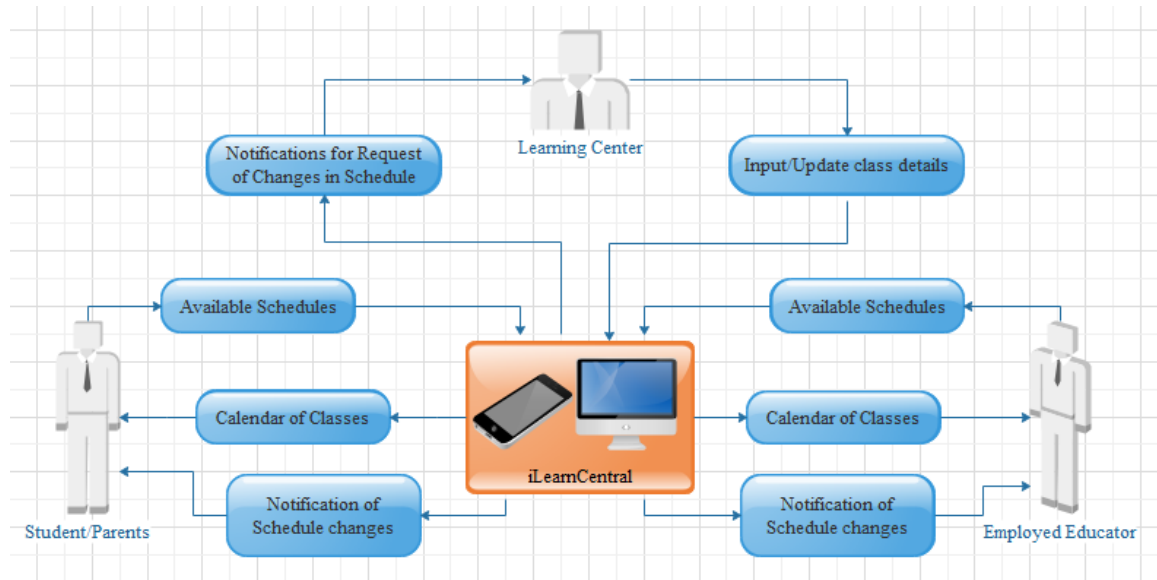 Learning Center
Notifications for Request
of Changes in Schedule
Input/Update class details
Available Schedules
Available Schedules
Calendar of Classes
Calendar of Classes
iLearnCentral
Notification of
Schedule changes
Notification of
Schedule changes
Student/Parents
Employed Educator